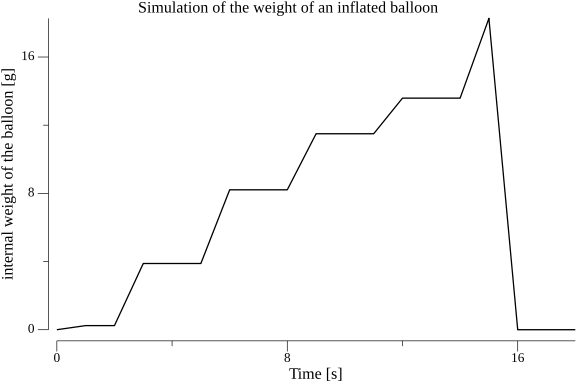 Simulation of the weight of an inflated balloon
internal weight of the balloon [g]
16
8
0
0 8 16
Time [s]